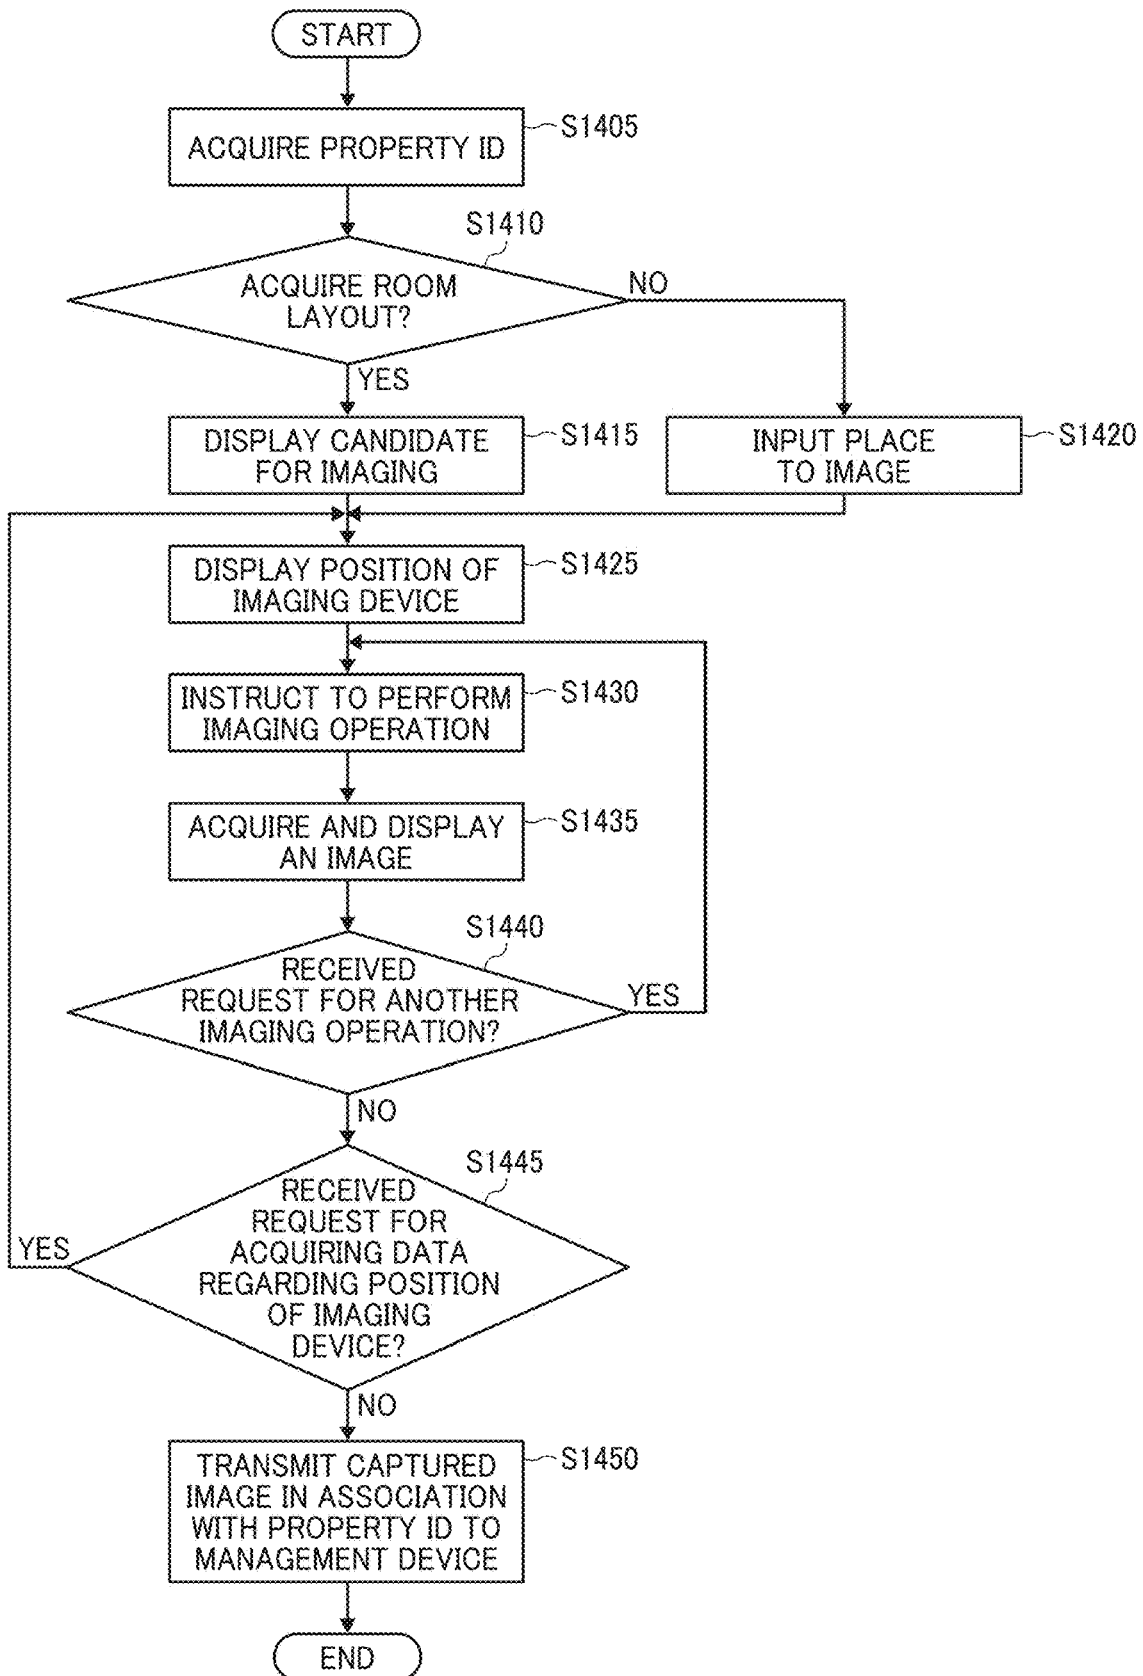 START
ACQUIRE PROPERTY ID
S1405
S1410
ACQUIRE ROOM
LAYOUT?
NO
YES
DISPLAY CANDIDATE
FOR IMAGING
S1415
INPUT PLACE
TO IMAGE
S1420
DISPLAY POSITION OF
IMAGING DEVICE
S1425
INSTRUCT TO PERFORM
IMAGING OPERATION
S1430
ACQUIRE AND DISPLAY
AN IMAGE
S1435
S1440
RECEIVED
REQUEST FOR ANOTHER
IMAGING OPERATION?
YES
NO
S1445
RECEIVED
REQUEST FOR
ACQUIRING DATA
REGARDING POSITION
OF IMAGING
DEVICE?
YES
NO
TRANSMIT CAPTURED
IMAGE IN ASSOCIATION
WITH PROPERTY ID TO
MANAGEMENT DEVICE
S1450
END